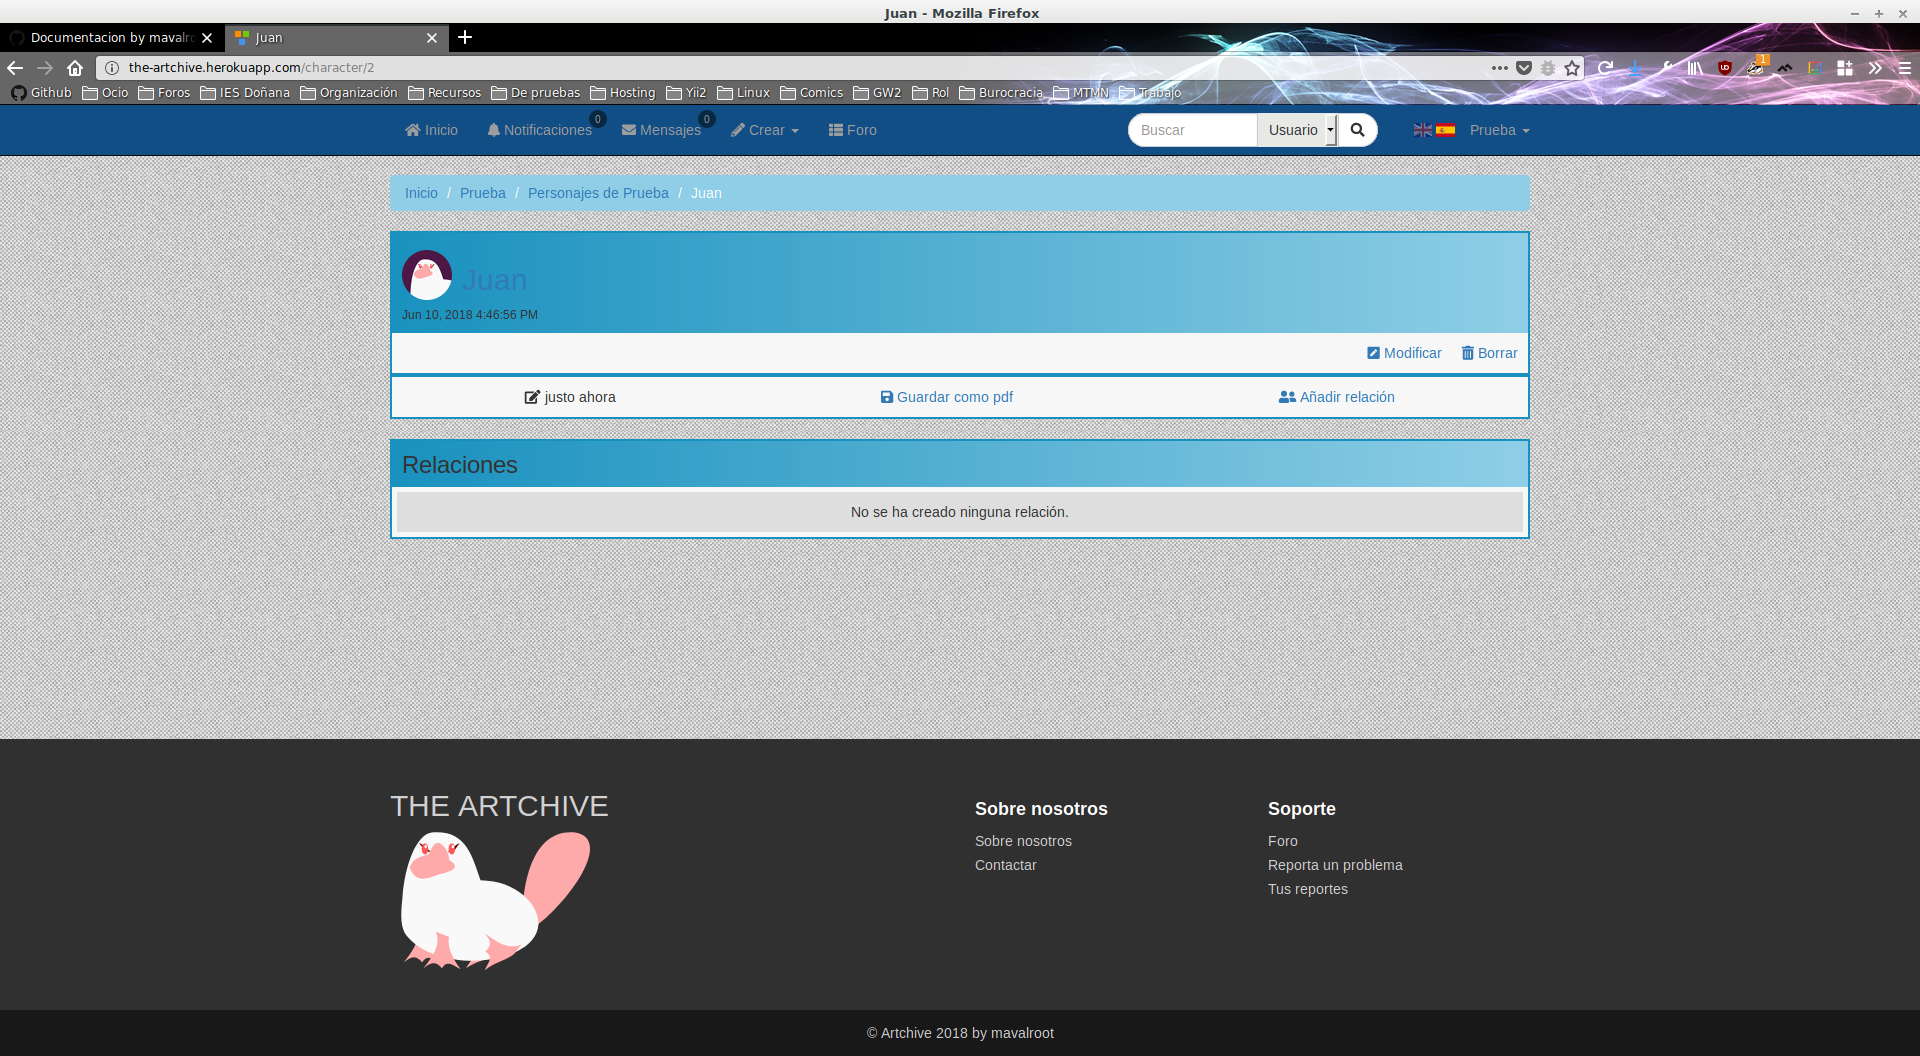 Juan - Mozilla Firefox
Documentacion by mavalro
Juan
the-artchive.herokuapp.com/character/2
1
Github Ocio Foros IES Doñana Organización Recursos De pruebas Hosting Yii2 Linux Comics GW2 Rol Burocracia MTMN Trabajo
Inicio Notificaciones 0 Mensajes 0 Crear Foro Buscar Usuario Prueba
Inicio / Prueba / Personajes de Prueba / Juan
Juan
Jun 10, 2018 4:46:56 PM
Modificar Borrar
justo ahora Guardar como pdf Añadir relación
Relaciones
No se ha creado ninguna relación.
THE ARTCHIVE
Sobre nosotros
Sobre nosotros
Contactar
Soporte
Foro
Reporta un problema
Tus reportes
© Artchive 2018 by mavalroot